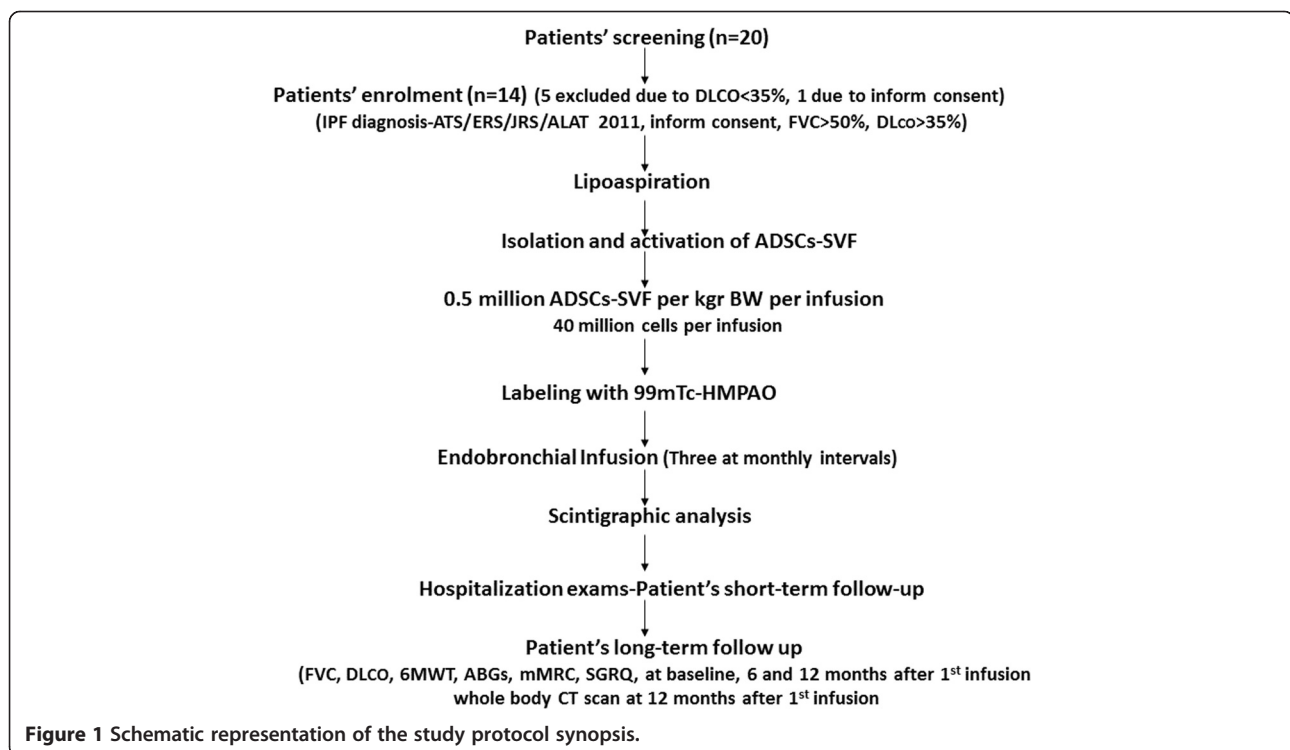 Patients' screening (n=20)
Patients' enrolment (n=14) (5 excluded due to DLCO<35%, 1 due to inform consent)
(IPF diagnosis-ATS/ERS/JRS/ALAT 2011, inform consent, FVC>50%, DLco>35%)
Lipoaspiration
Isolation and activation of ADSCs-SVF
0.5 million ADSCs-SVF per kgr BW per infusion
40 million cells per infusion
Labeling with 99mTc-HMPAO
Endobronchial Infusion (Three at monthly intervals)
Scintigraphic analysis
Hospitalization exams-Patient's short-term follow-up
Patient's long-term follow up
(FVC, DLCO, 6MWT, ABGs, mMRC, SGRQ, at baseline, 6 and 12 months after 1st infusion
whole body CT scan at 12 months after 1st infusion
Figure 1 Schematic representation of the study protocol synopsis.